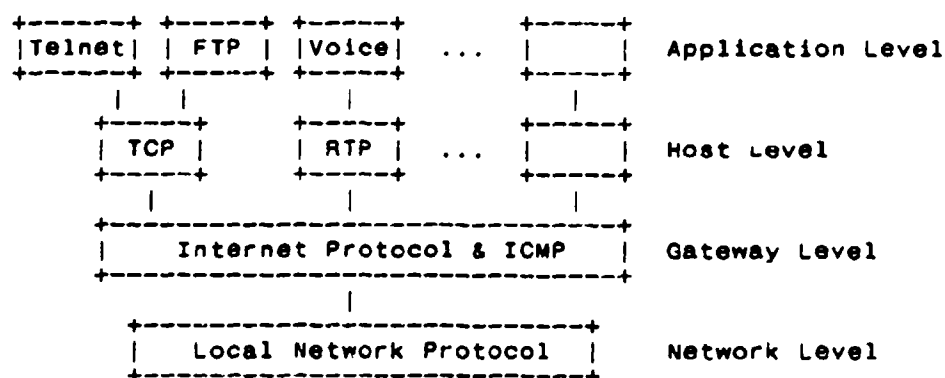 Telnet FTP Voice ... Application Level
TCP RTP ... Host Level
Internet Protocol & ICMP Gateway Level
Local Network Protocol Network Level